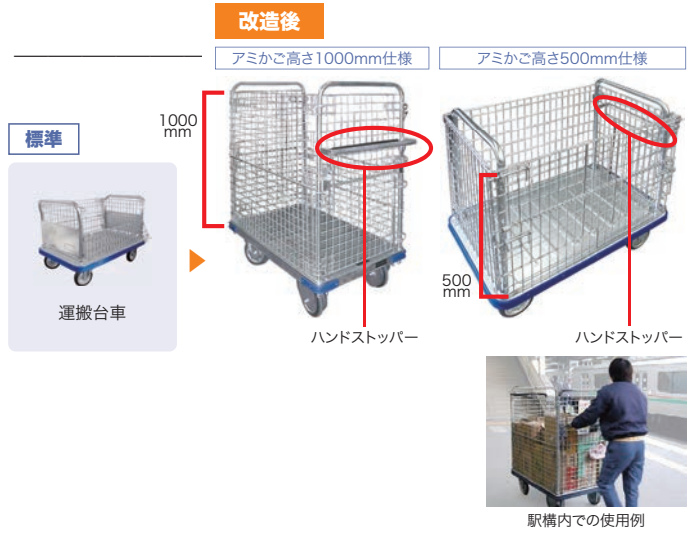 改造後
アミかご高さ1000mm仕様
アミかご高さ500mm仕様
1000
mm
標準
500
mm
運搬台車
ハンドストッパー
ハンドストッパー
駅構内での使用例